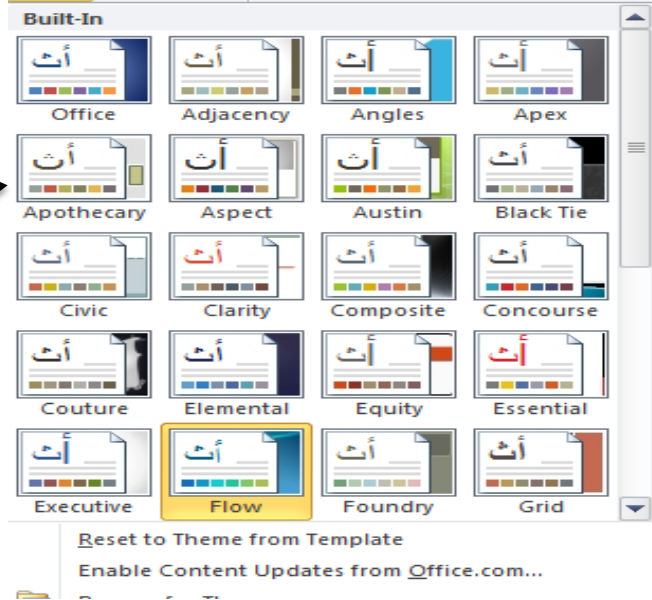 Built-In
أث أث أث أث
Office Adjacency Angles Apex
أث أث أث أث
Apothecary Aspect Austin Black Tie
أث أث أث أث
Civic Clarity Composite Concourse
أث أث أث أث
Couture Elemental Equity Essential
أث أث أث أث
Executive Flow Foundry Grid
Reset to Theme from Template
Enable Content Updates from Office.com...